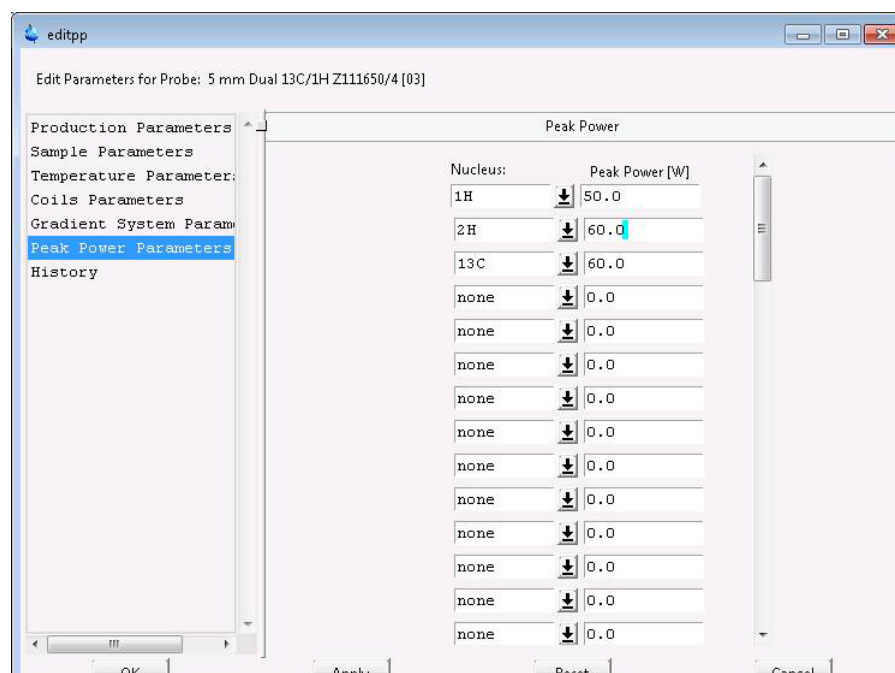 editpp
Edit Parameters for Probe: 5 mm Dual 13C/1H Z111650/4 [03]
Production Parameters
Sample Parameters
Temperature Parameter
Coils Parameters
Gradient System Param
Peak Power Parameters
History
Peak Power
Nucleus: Peak Power [W]
1H 50.0
2H 60.0
13C 60.0
none 0.0
none 0.0
none 0.0
none 0.0
none 0.0
none 0.0
none 0.0
none 0.0
none 0.0
none 0.0
none 0.0
OK Apply Reset Cancel